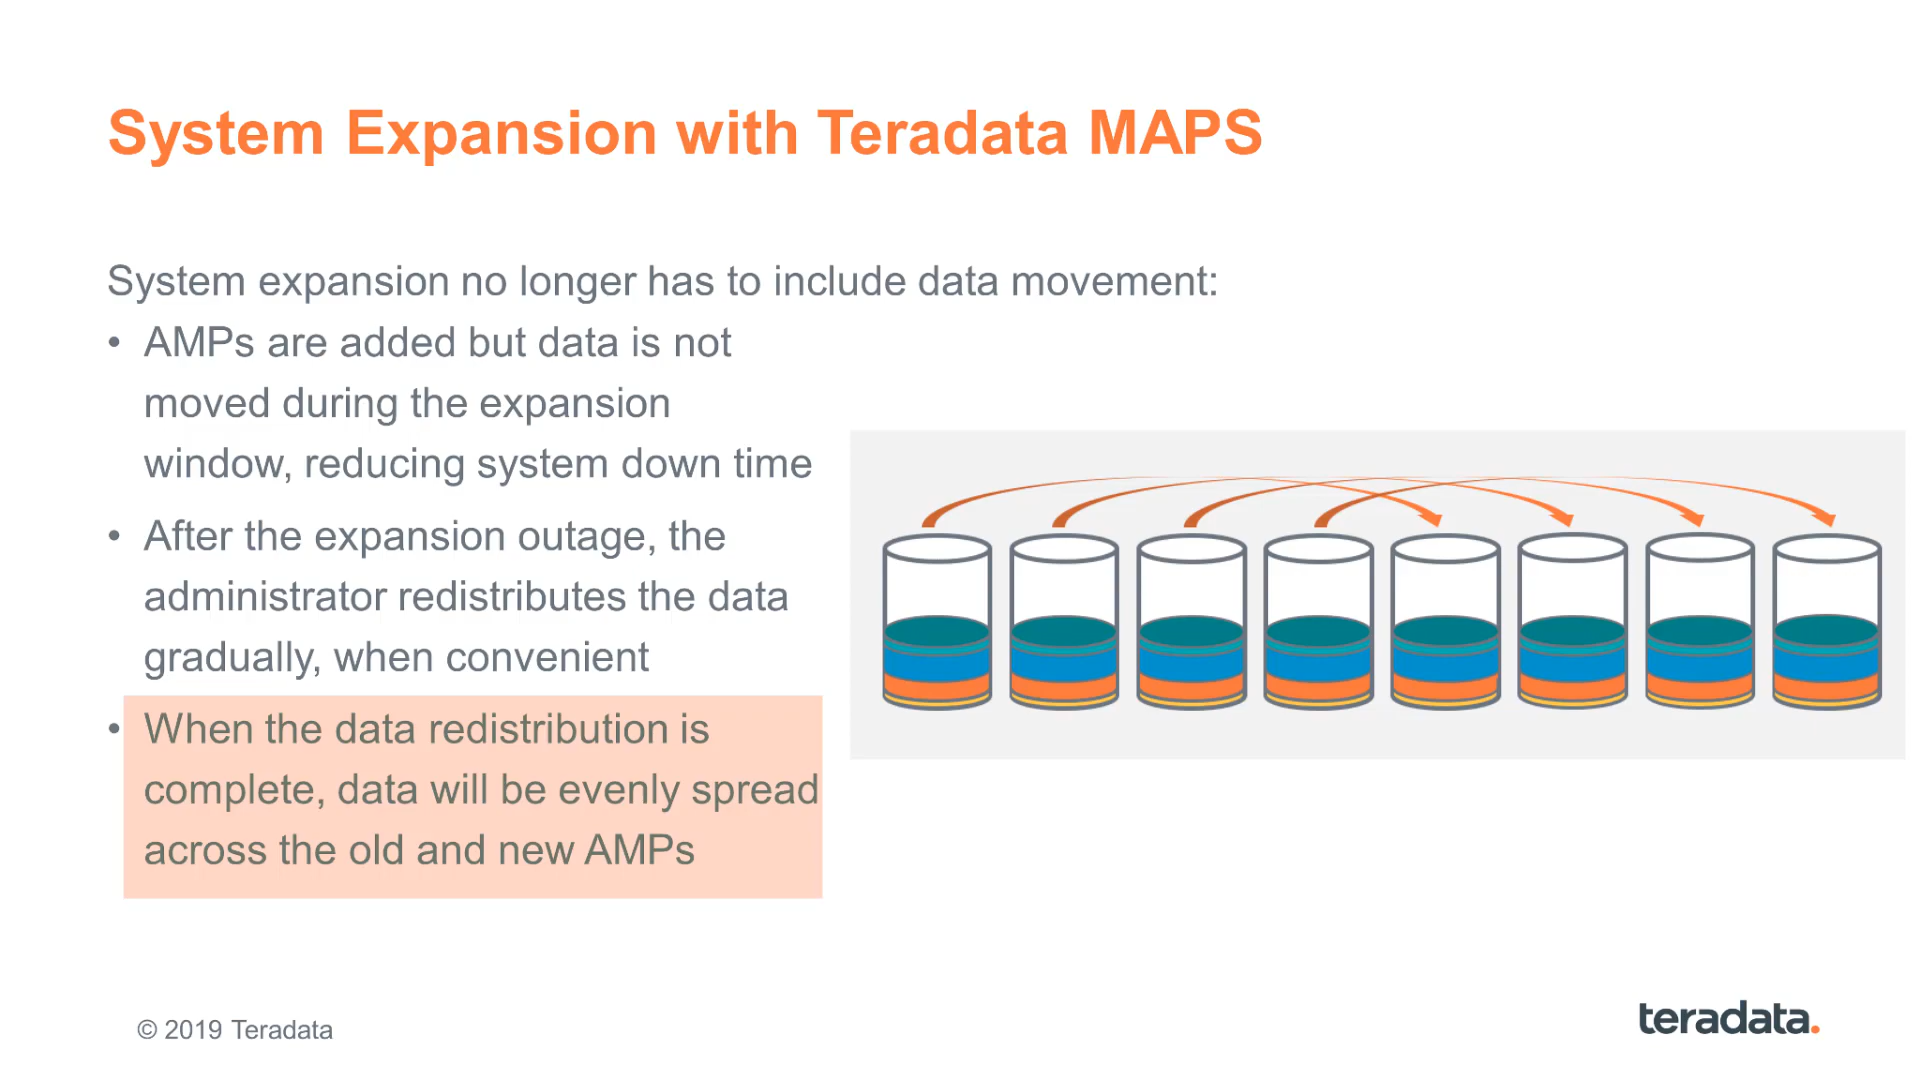 System Expansion with Teradata MAPS
System expansion no longer has to include data movement:
• AMPs are added but data is not
moved during the expansion
window, reducing system down time
• After the expansion outage, the
administrator redistributes the data
gradually, when convenient
• When the data redistribution is
complete, data will be evenly spread
across the old and new AMPs
© 2019 Teradata
teradata.